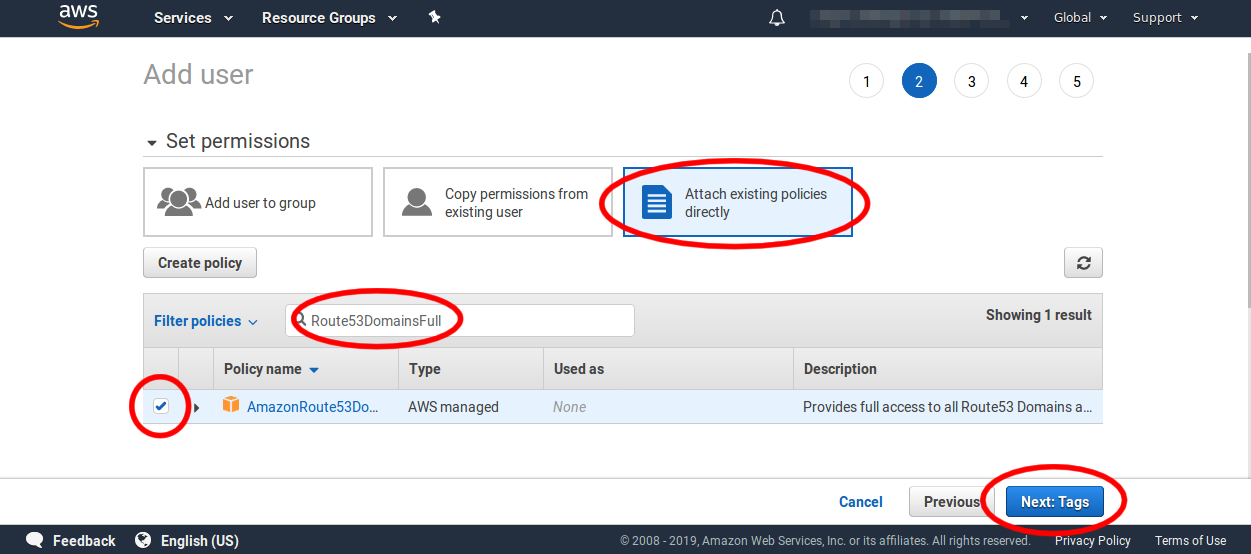 aws
Services
Resource Groups
Global
Support
Add user
1
2
3
4
5
Set permissions
Add user to group
Copy permissions from
existing user
Attach existing policies
directly
Create policy
Filter policies
Route53DomainsFull
Showing 1 result
Policy name
Type
Used as
Description
AmazonRoute53Do...
AWS managed
None
Provides full access to all Route53 Domains a...
Cancel
Previous
Next: Tags
Feedback
English (US)
© 2008 - 2019, Amazon Web Services, Inc. or its affiliates. All rights reserved.
Privacy Policy
Terms of Use